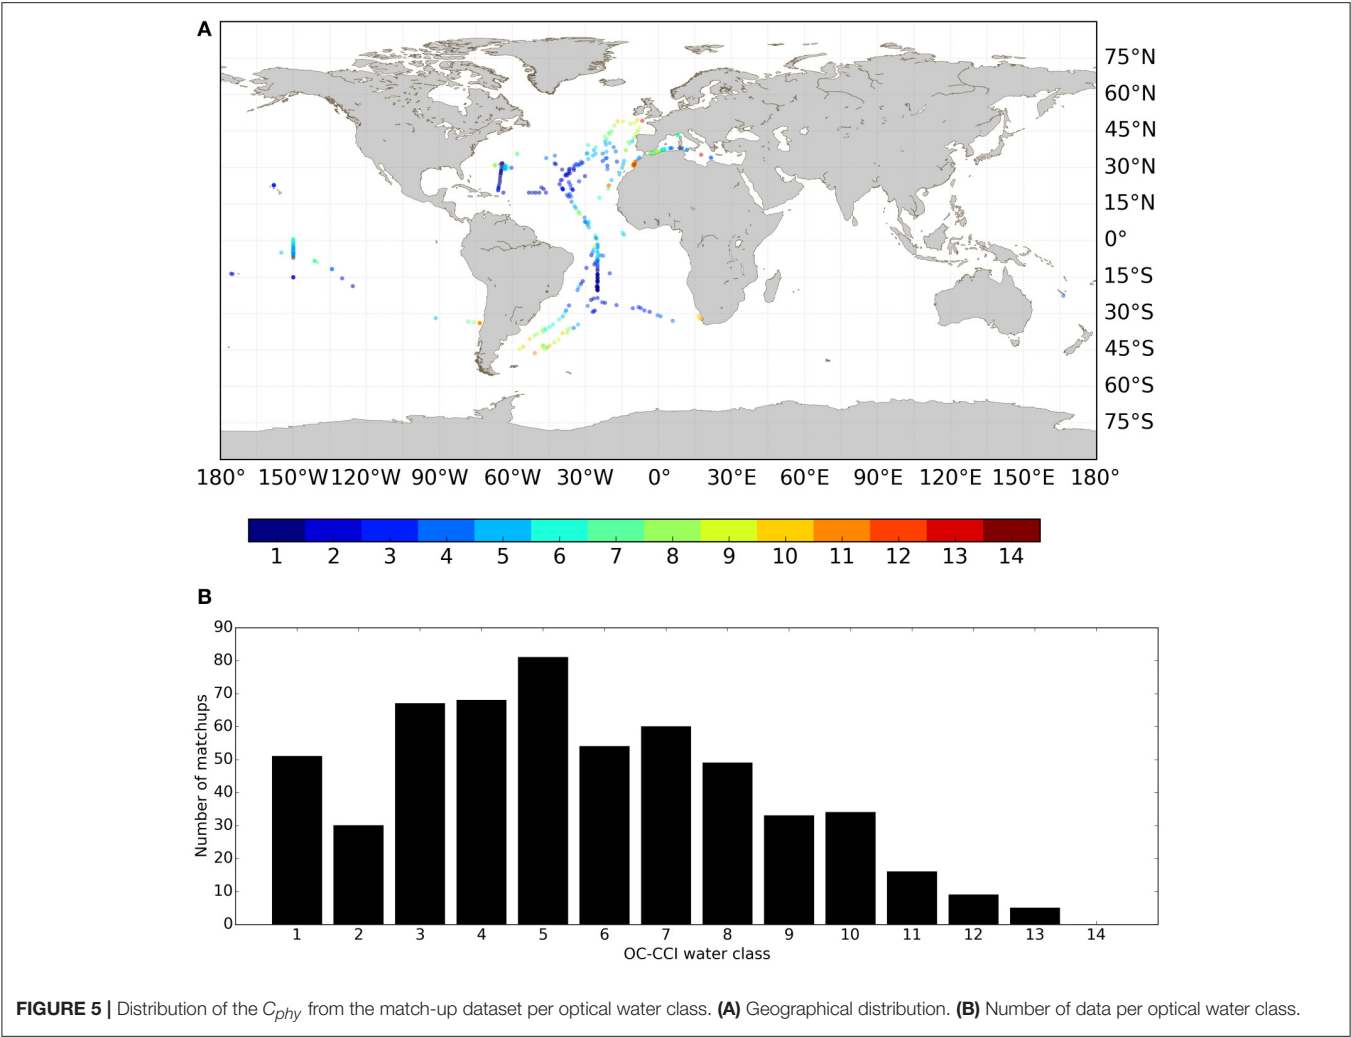 A
75°N
60°N
45°N
30°N
15°N
0°
15°S
30°S
45°S
60°S
75°S
180° 150°W 120°W 90°W 60°W 30°W 0° 30°E 60°E 90°E 120°E 150°E 180°
1 2 3 4 5 6 7 8 9 10 11 12 13 14
B
Number of matchups
90
80
70
60
50
40
30
20
10
0
1 2 3 4 5 6 7 8 9 10 11 12 13 14
OC-CCI water class
FIGURE 5 | Distribution of the Cphy from the match-up dataset per optical water class. (A) Geographical distribution. (B) Number of data per optical water class.